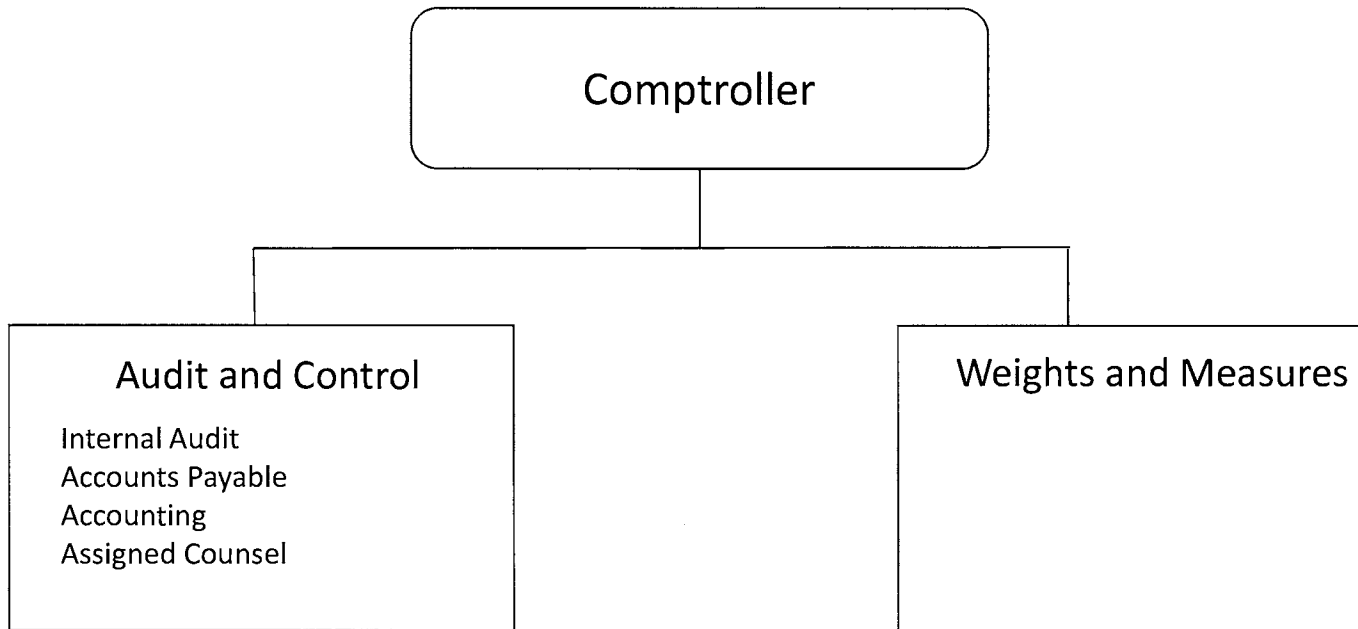 Comptroller
Audit and Control
Internal Audit
Accounts Payable
Accounting
Assigned Counsel
Weights and Measures